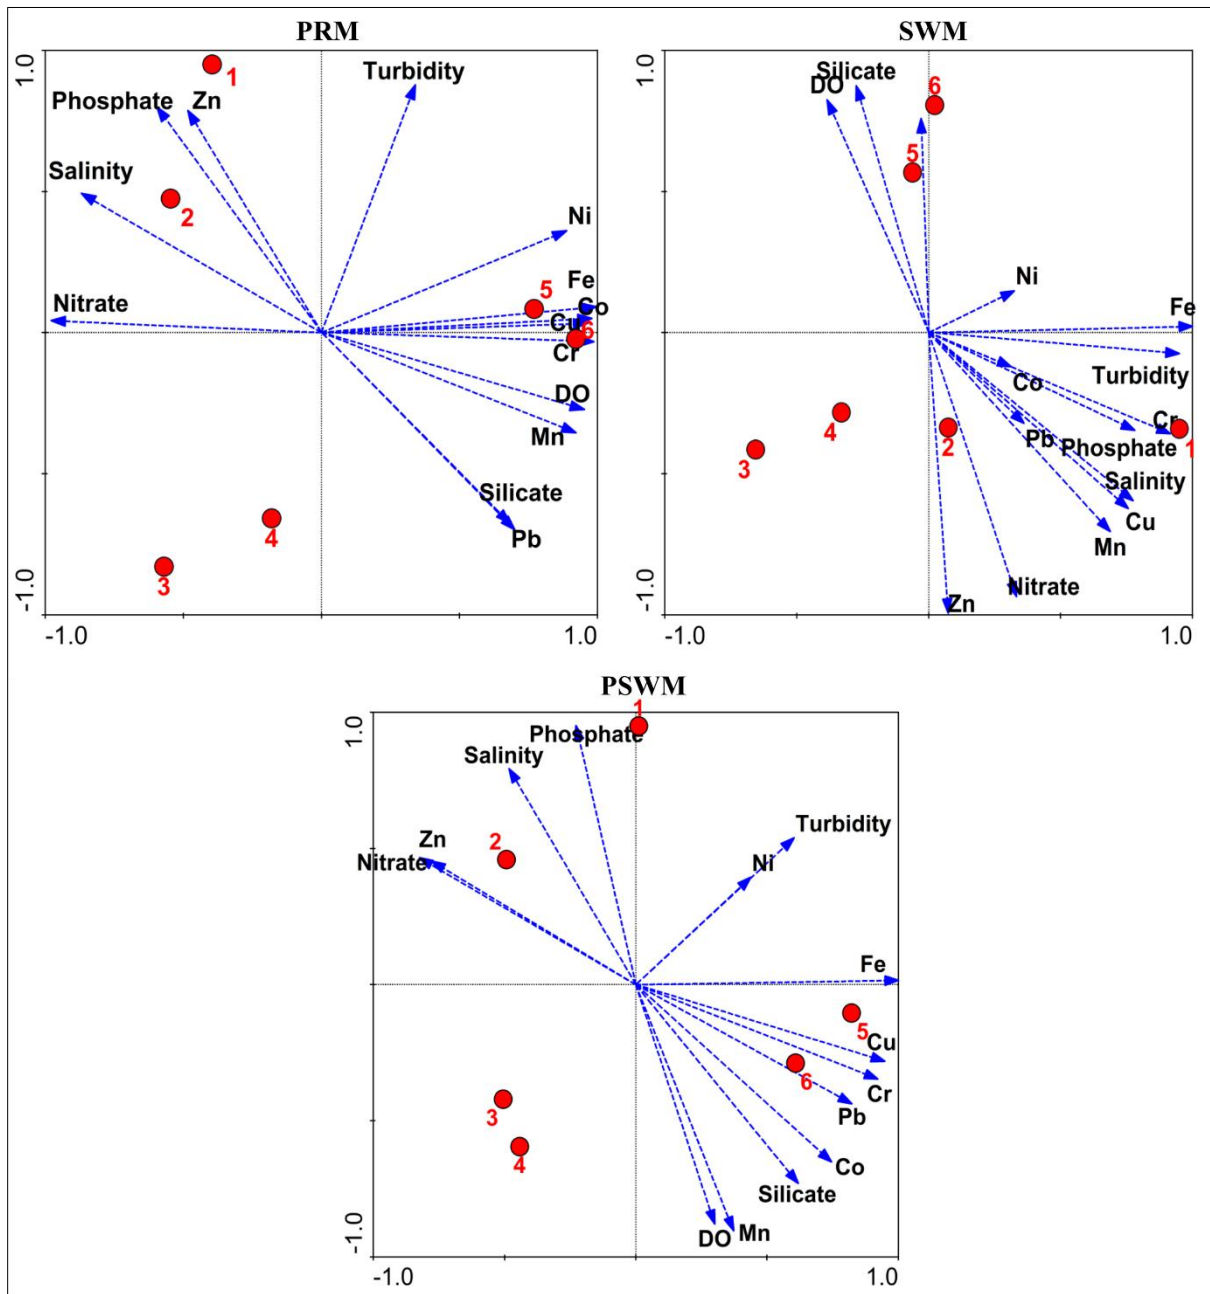 PRM
1.0
1
Turbidity
Phosphate Zn
Salinity
2
Ni
Nitrate
5
Fe
Co
Cu
6
Cr
DO
Mn
Silicate
Pb
4
3
-1.0
-1.0
1.0
SWM
1.0
Silicate
DO
6
5
Ni
Fe
Turbidity
Co
Cr
Pb
Phosphate
1
4
2
3
Salinity
Cu
Mn
Nitrate
Zn
-1.0
-1.0
1.0
PSWM
1.0
1
Phosphate
Salinity
Turbidity
2
Zn
Nitrate
Ni
Fe
5
Cu
6
Cr
Pb
3
4
Co
Silicate
DO Mn
-1.0
-1.0
1.0